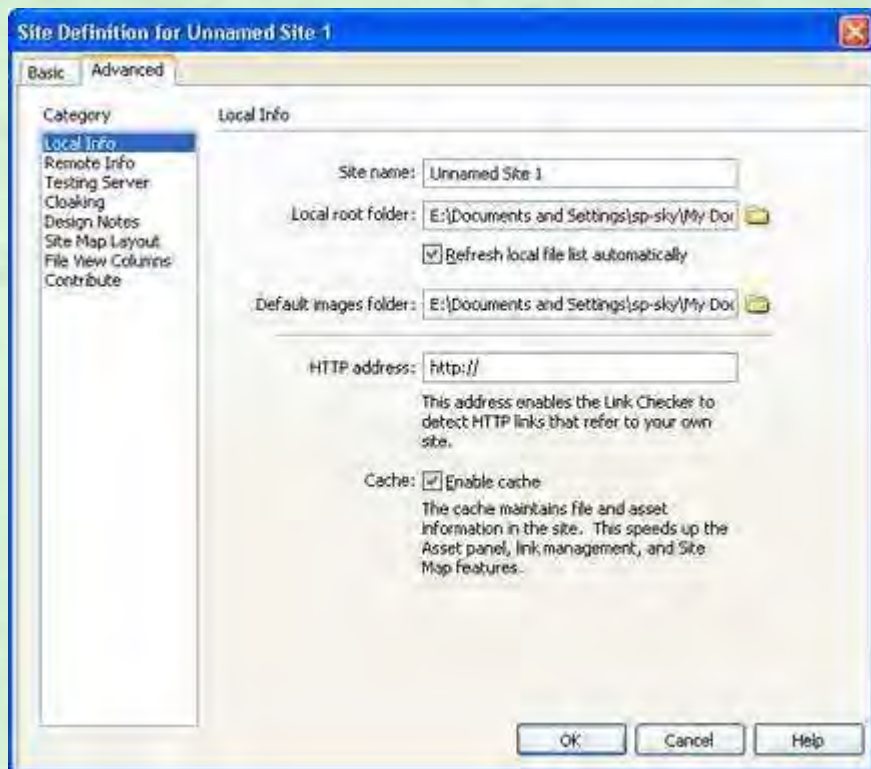 Site Definition for Unnamed Site 1
Basic Advanced
Category
Local Info
Remote Info
Testing Server
Cloaking
Design Notes
Site Map Layout
File View Columns
Contribute
Local Info
Site name: Unnamed Site 1
Local root folder: E:\Documents and Settings\sp-sky\My Doc
Refresh local file list automatically
Default images folder: E:\Documents and Settings\sp-sky\My Doc
HTTP address: http://
This address enables the Link Checker to
detect HTTP links that refer to your own
site.
Cache: Enable cache
The cache maintains file and asset
information in the site. This speeds up the
Asset panel, link management, and Site
Map features.
OK Cancel Help